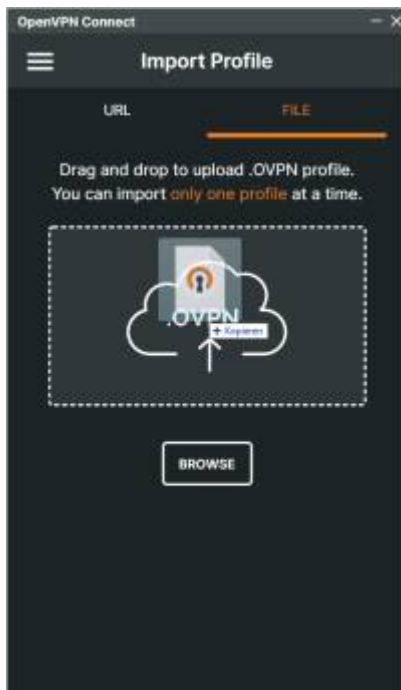 OpenVPN Connect
Import Profile
URL
FILE
Drag and drop to upload .OVPN profile.
You can import only one profile at a time.
.OVPN
+ Kopieren
BROWSE